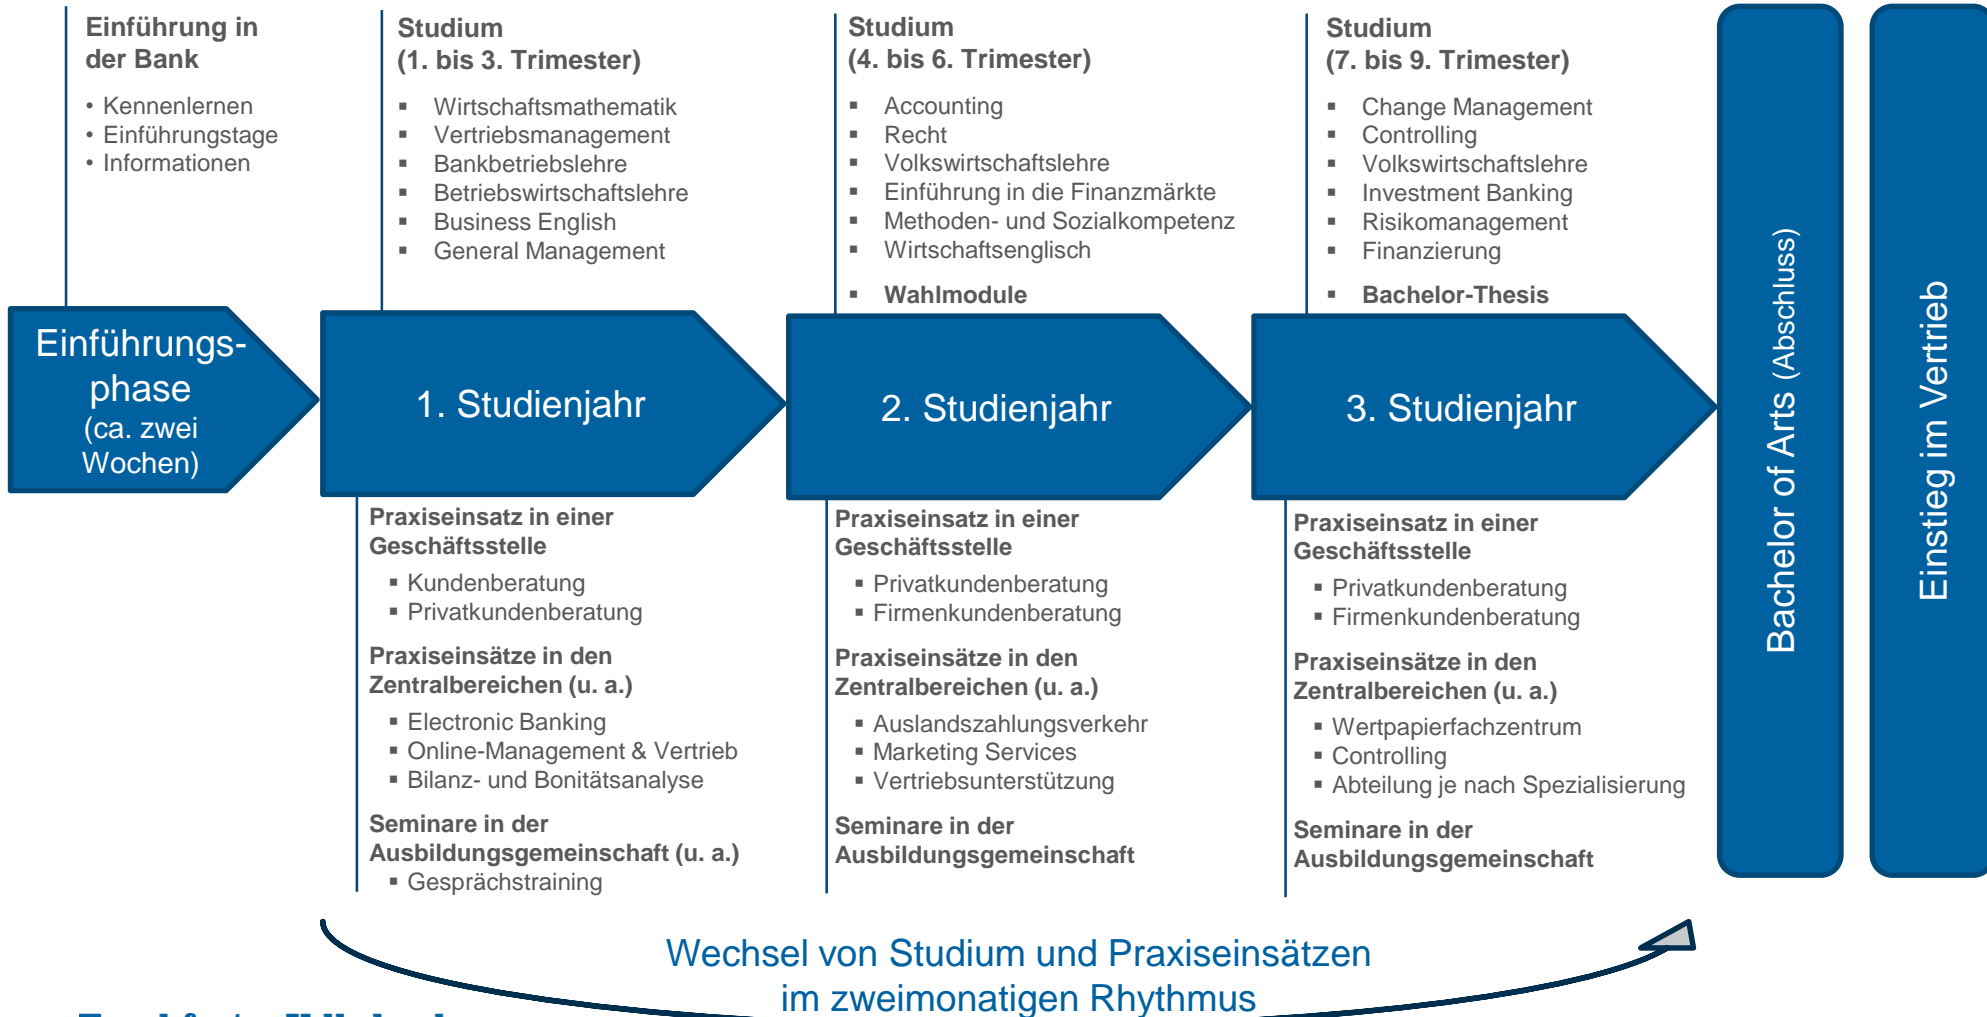 Einführung in
der Bank
• Kennenlernen
• Einführungstage
• Informationen
Studium
(1. bis 3. Trimester)
▪ Wirtschaftsmathematik
▪ Vertriebsmanagement
▪ Bankbetriebslehre
▪ Betriebswirtschaftslehre
▪ Business English
▪ General Management
Studium
(4. bis 6. Trimester)
▪ Accounting
▪ Recht
▪ Volkswirtschaftslehre
▪ Einführung in die Finanzmärkte
▪ Methoden- und Sozialkompetenz
▪ Wirtschaftsenglisch
▪ Wahlmodule
Studium
(7. bis 9. Trimester)
▪ Change Management
▪ Controlling
▪ Volkswirtschaftslehre
▪ Investment Banking
▪ Risikomanagement
▪ Finanzierung
▪ Bachelor-Thesis
Einführungs-
phase
(ca. zwei
Wochen)
1. Studienjahr
2. Studienjahr
3. Studienjahr
Bachelor of Arts (Abschluss)
Einstieg im Vertrieb
Praxiseinsatz in einer
Geschäftsstelle
▪ Kundenberatung
▪ Privatkundenberatung
Praxiseinsätze in den
Zentralbereichen (u. a.)
▪ Electronic Banking
▪ Online-Management & Vertrieb
▪ Bilanz- und Bonitätsanalyse
Seminare in der
Ausbildungsgemeinschaft (u. a.)
▪ Gesprächstraining
Praxiseinsatz in einer
Geschäftsstelle
▪ Privatkundenberatung
▪ Firmenkundenberatung
Praxiseinsätze in den
Zentralbereichen (u. a.)
▪ Auslandszahlungsverkehr
▪ Marketing Services
▪ Vertriebsunterstützung
Seminare in der
Ausbildungsgemeinschaft
Praxiseinsatz in einer
Geschäftsstelle
▪ Privatkundenberatung
▪ Firmenkundenberatung
Praxiseinsätze in den
Zentralbereichen (u. a.)
▪ Wertpapierfachzentrum
▪ Controlling
▪ Abteilung je nach Spezialisierung
Seminare in der
Ausbildungsgemeinschaft
Wechsel von Studium und Praxiseinsätzen
im zweimonatigen Rhythmus